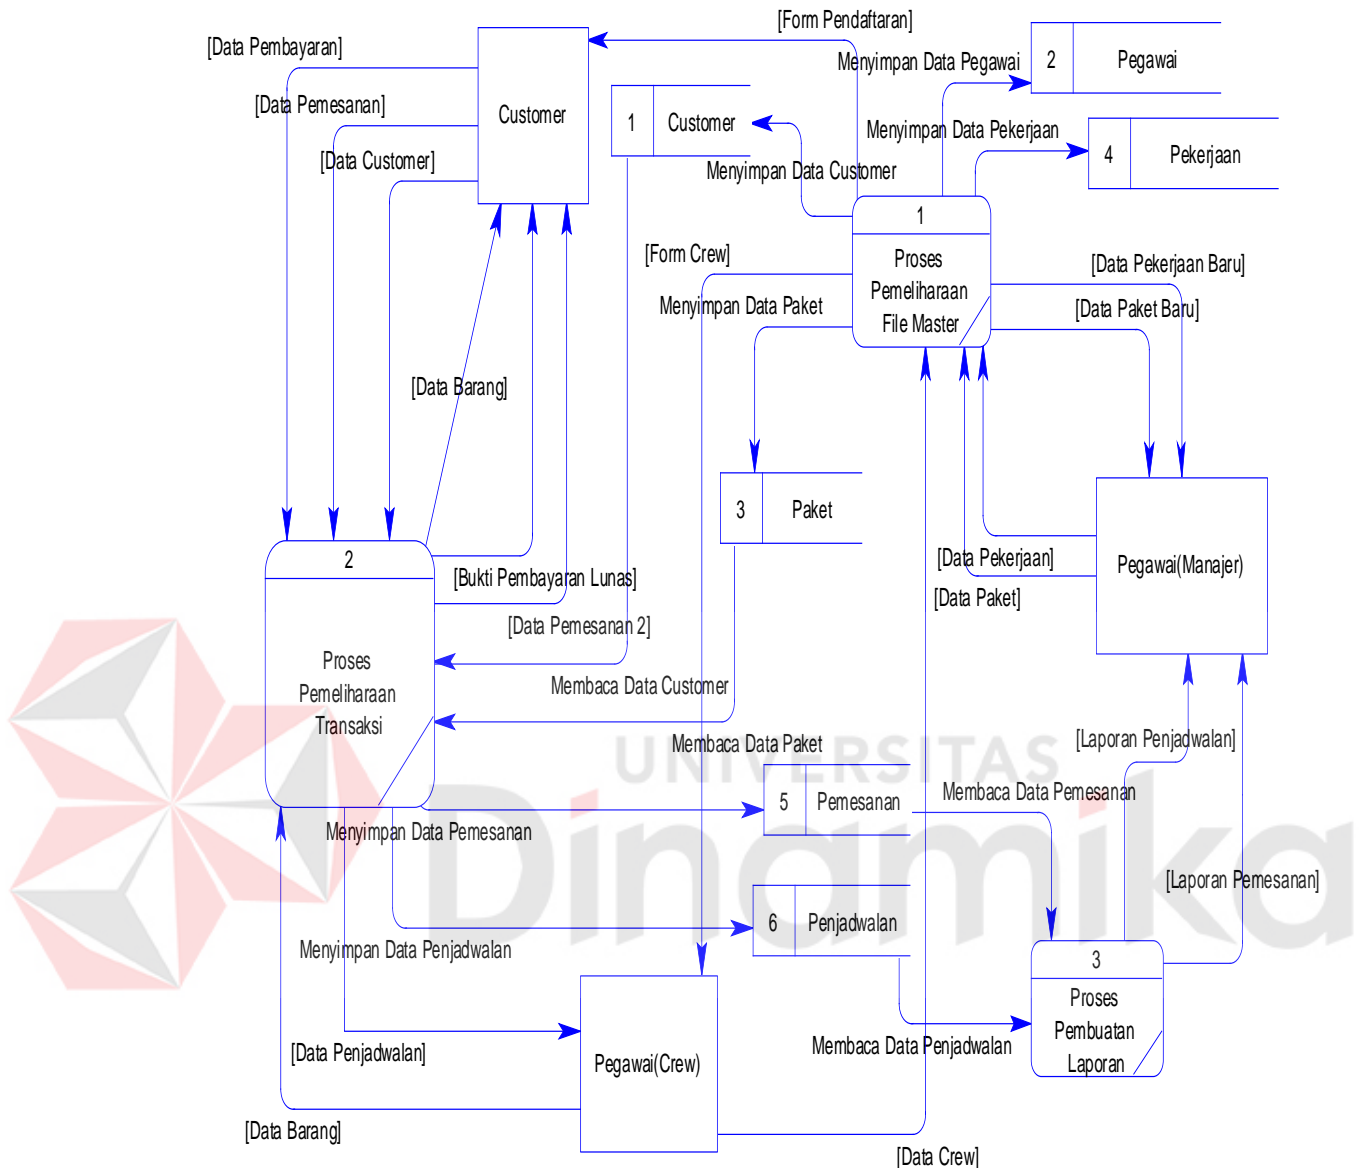 [Form Pendaftaran]
[Data Pembayaran]
Menyimpan Data Pegawai
2
Pegawai
[Data Pemesanan]
Customer
1
Customer
Menyimpan Data Pekerjaan
4
Pekerjaan
[Data Customer]
Menyimpan Data Customer
1
Proses
Pemeliharaan
File Master
[Form Crew]
[Data Pekerjaan Baru]
Menyimpan Data Paket
[Data Paket Baru]
[Data Barang]
3
Paket
2
Proses
Pemeliharaan
Transaksi
[Bukti Pembayaran Lunas]
[Data Pekerjaan]
Pegawai(Manajer)
[Data Paket]
[Data Pemesanan 2]
Membaca Data Customer
Membaca Data Paket
UNIVERSITAS
Dinamika
[Laporan Penjadwalan]
5
Pemesanan
Membaca Data Pemesanan
Menyimpan Data Pemesanan
[Laporan Pemesanan]
6
Penjadwalan
Menyimpan Data Penjadwalan
3
Proses
Pembuatan
Laporan
Membaca Data Penjadwalan
[Data Penjadwalan]
Pegawai(Crew)
[Data Barang]
[Data Crew]